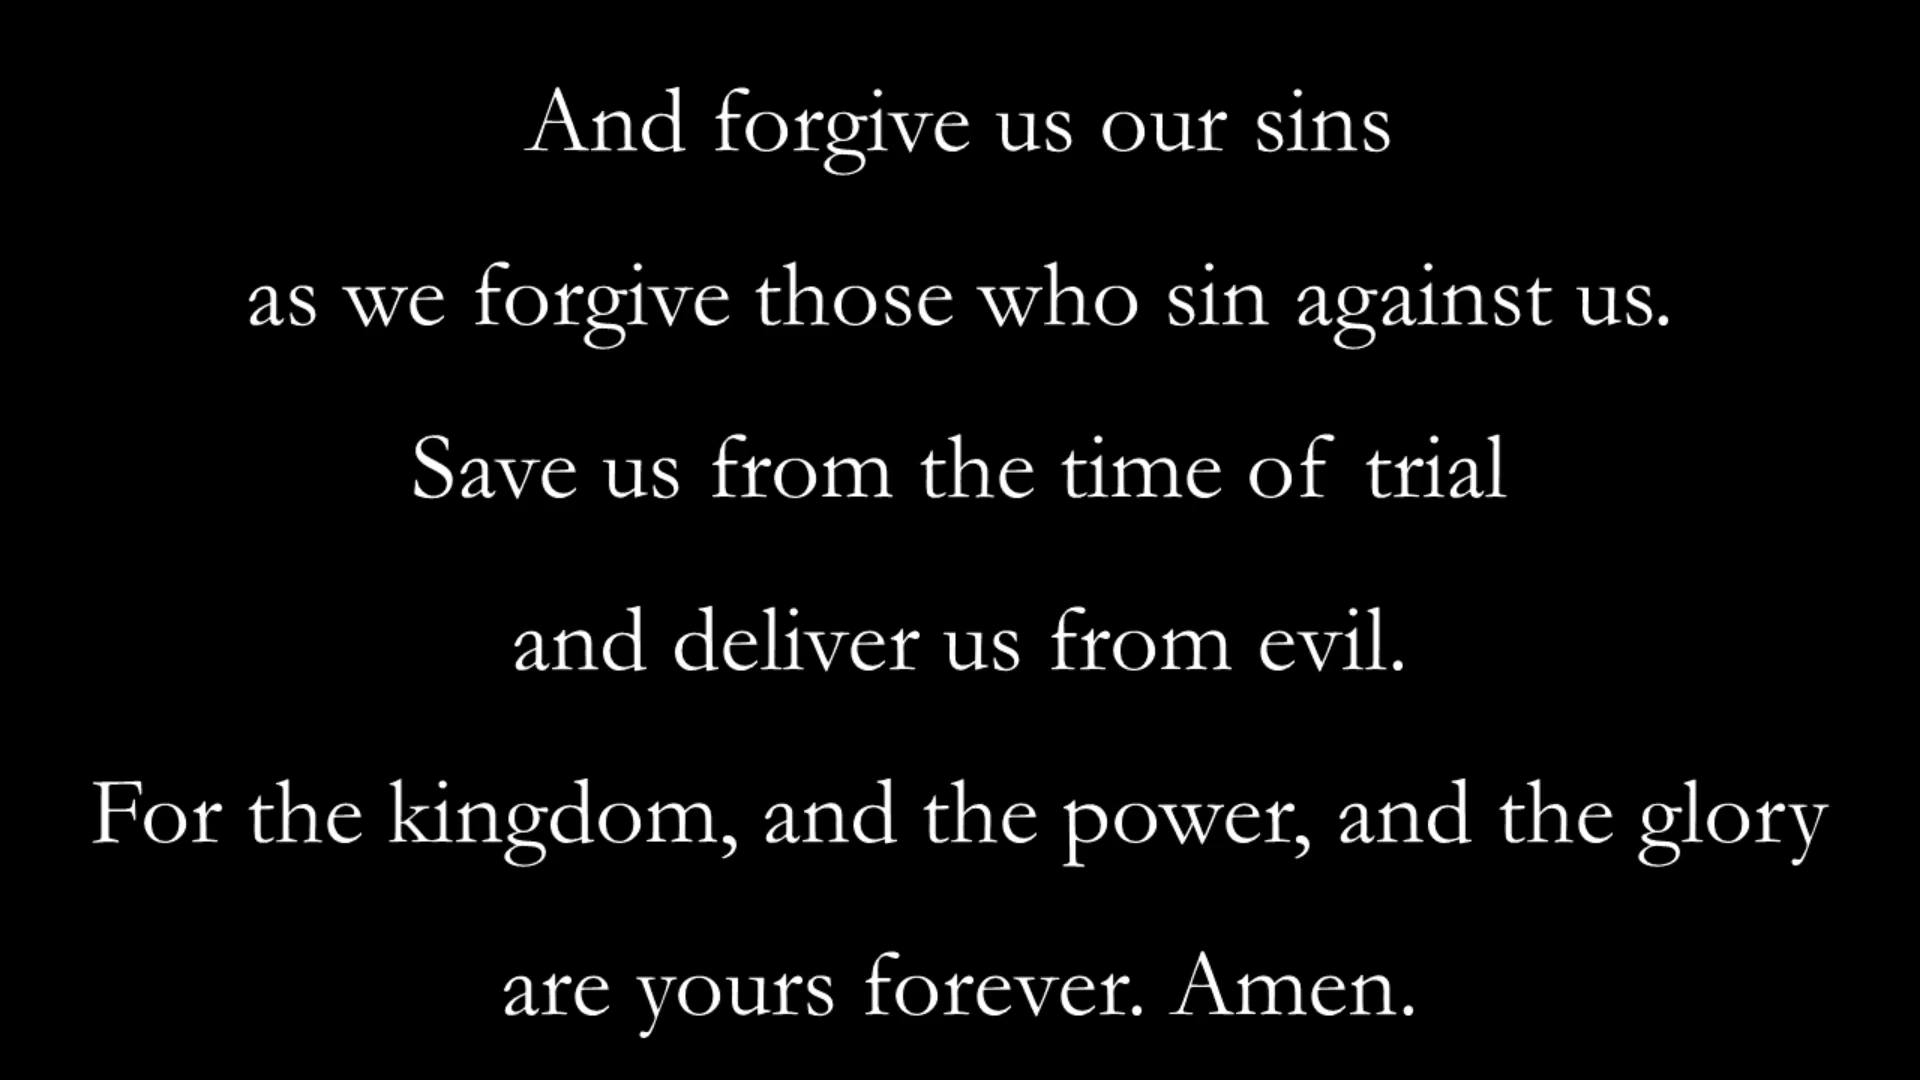 And forgive us our sins
as we forgive those who sin against us.
Save us from the time of trial
and deliver us from evil.
For the kingdom, and the power, and the glory
are yours forever. Amen.